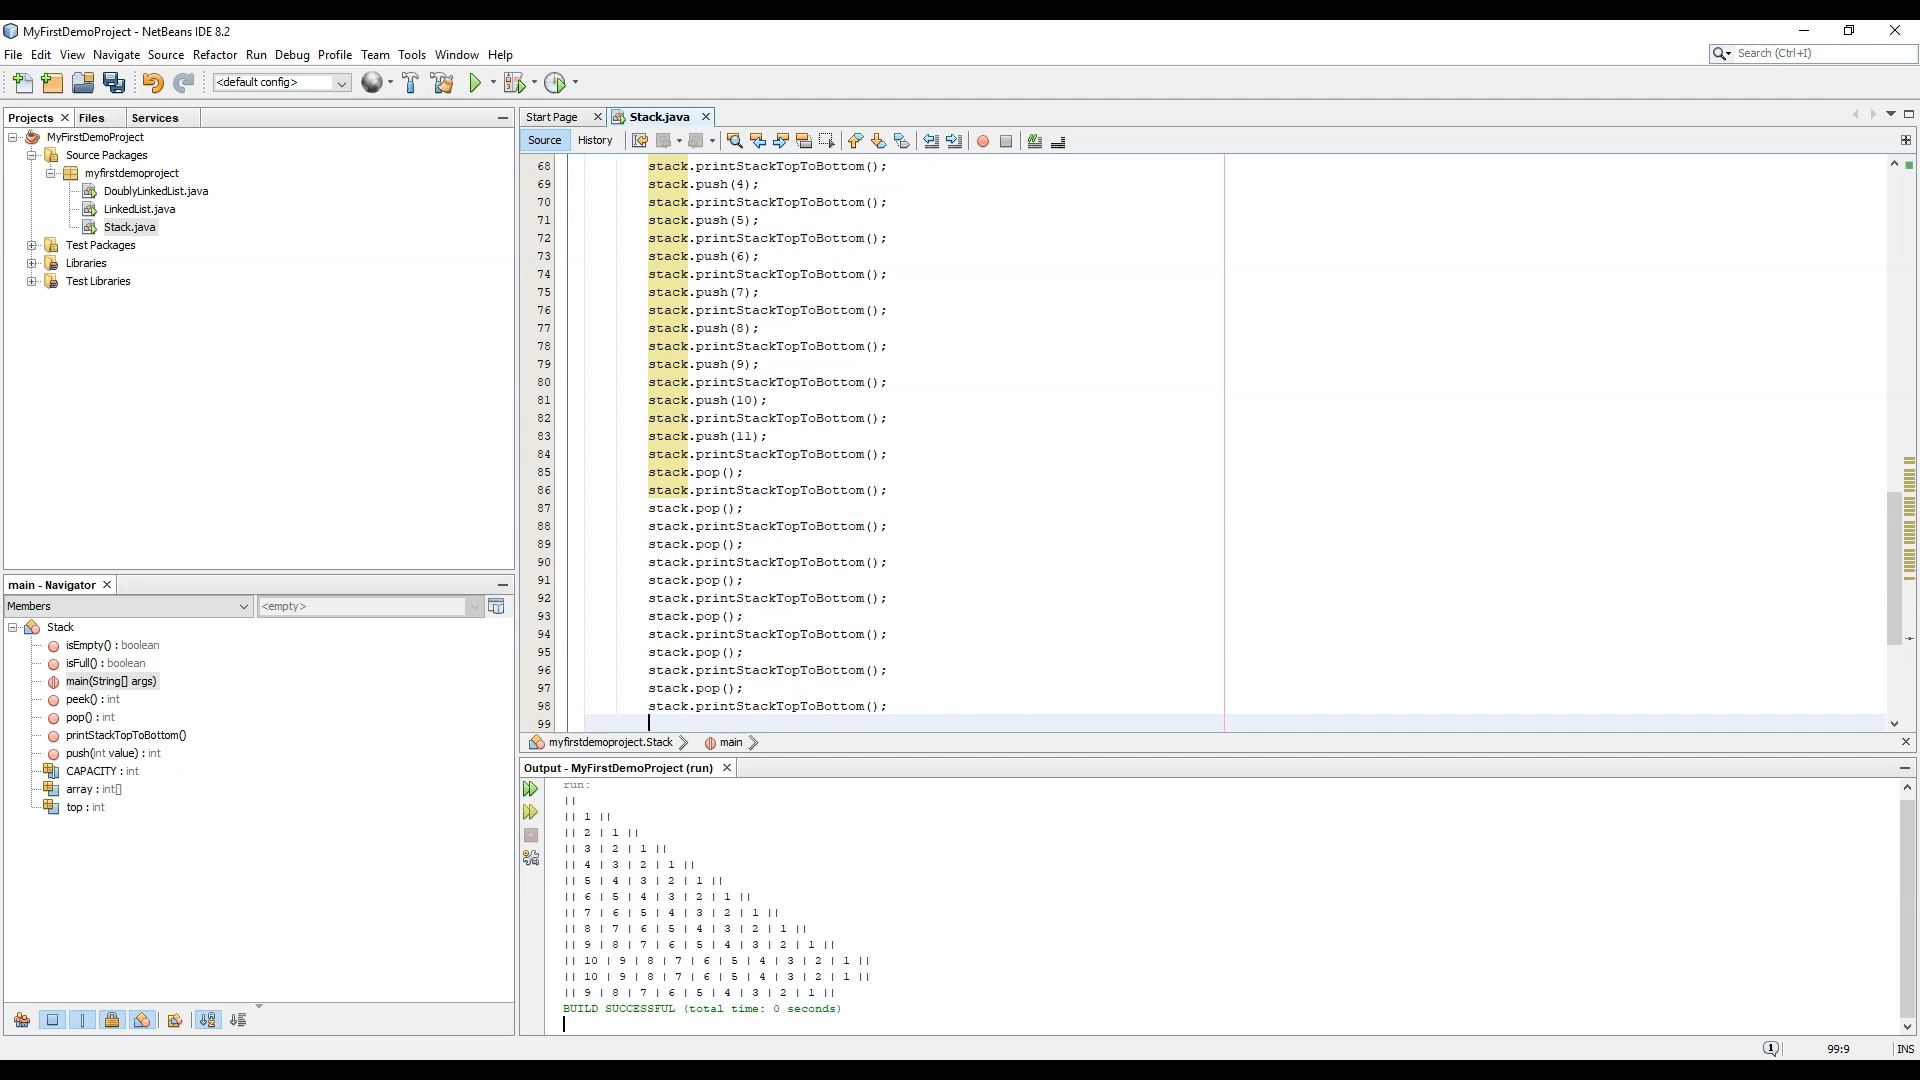 MyFirstDemoProject - NetBeans IDE 8.2
File Edit View Navigate Source Refactor Run Debug Profile Team Tools Window Help
Search (Ctrl+I)
<default config>
Projects Files Services
MyFirstDemoProject
Source Packages
myfirstdemoproject
DoublyLinkedList.java
LinkedList.java
Stack.java
Test Packages
Libraries
Test Libraries
main - Navigator
Members <empty>
Stack
isEmpty() : boolean
isFull() : boolean
main(String[] args)
peek() : int
pop() : int
printStackTopToBottom()
push(int value) : int
CAPACITY : int
array : int[]
top : int
Start Page Stack.java
Source History
68 stack.printStackTopToBottom();
69 stack.push(4);
70 stack.printStackTopToBottom();
71 stack.push(5);
72 stack.printStackTopToBottom();
73 stack.push(6);
74 stack.printStackTopToBottom();
75 stack.push(7);
76 stack.printStackTopToBottom();
77 stack.push(8);
78 stack.printStackTopToBottom();
79 stack.push(9);
80 stack.printStackTopToBottom();
81 stack.push(10);
82 stack.printStackTopToBottom();
83 stack.push(11);
84 stack.printStackTopToBottom();
85 stack.pop();
86 stack.printStackTopToBottom();
87 stack.pop();
88 stack.printStackTopToBottom();
89 stack.pop();
90 stack.printStackTopToBottom();
91 stack.pop();
92 stack.printStackTopToBottom();
93 stack.pop();
94 stack.printStackTopToBottom();
95 stack.pop();
96 stack.printStackTopToBottom();
97 stack.pop();
98 stack.printStackTopToBottom();
99
myfirstdemoproject.Stack main
Output - MyFirstDemoProject (run)
run:
||
|| 1 ||
|| 2 | 1 ||
|| 3 | 2 | 1 ||
|| 4 | 3 | 2 | 1 ||
|| 5 | 4 | 3 | 2 | 1 ||
|| 6 | 5 | 4 | 3 | 2 | 1 ||
|| 7 | 6 | 5 | 4 | 3 | 2 | 1 ||
|| 8 | 7 | 6 | 5 | 4 | 3 | 2 | 1 ||
|| 9 | 8 | 7 | 6 | 5 | 4 | 3 | 2 | 1 ||
|| 10 | 9 | 8 | 7 | 6 | 5 | 4 | 3 | 2 | 1 ||
|| 10 | 9 | 8 | 7 | 6 | 5 | 4 | 3 | 2 | 1 ||
|| 9 | 8 | 7 | 6 | 5 | 4 | 3 | 2 | 1 ||
BUILD SUCCESSFUL (total time: 0 seconds)
1 99:9 INS